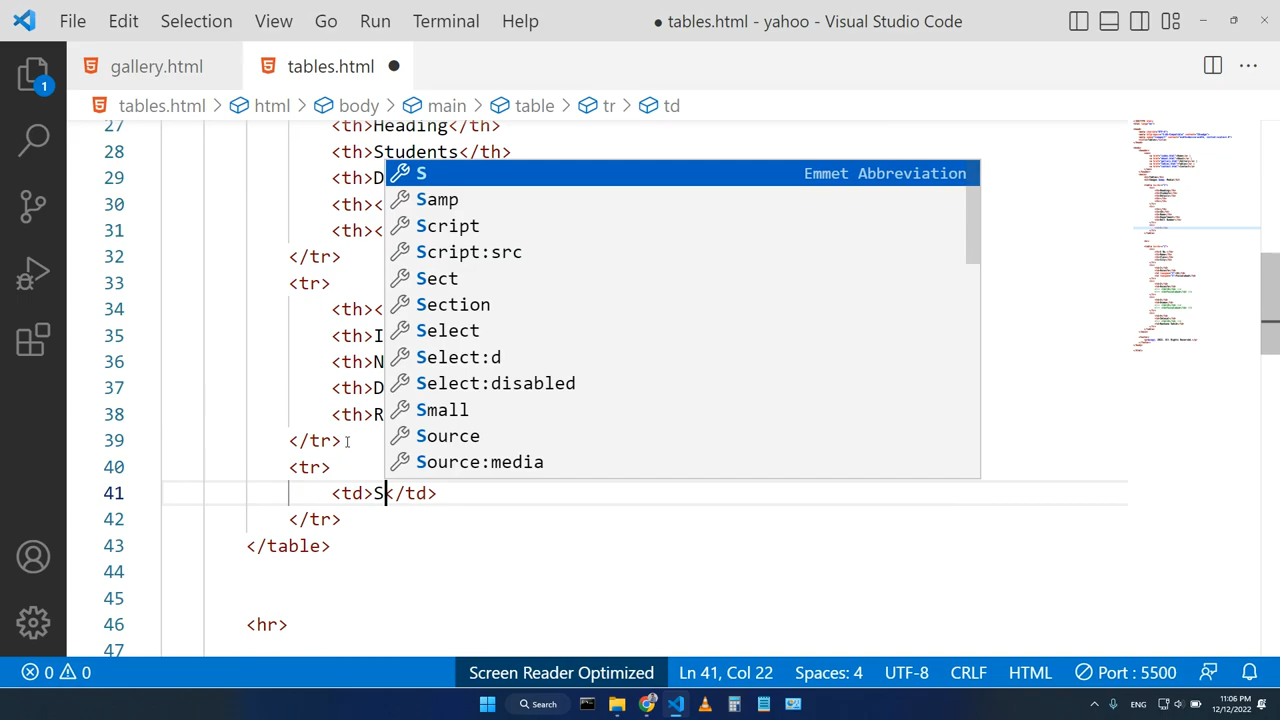 File Edit Selection View Go Run Terminal Help
● tables.html - yahoo - Visual Studio Code
gallery.html
tables.html ●
tables.html > html > body > main > table > tr > td
27 <th>Heading</th>
28 <th>Student</th>
29 <th>D
30 <th><
31 <th><
32 </tr>
33 <tr>
34 <th><
35 <th>I
36 <th>N
37 <th>D
38 <th>R
39 </tr>
40 <tr>
41 <td>S</td>
42 </tr>
43 </table>
44
45
46 <hr>
47
S Emmet Abbreviation
Samp
Script
Script:src
Sect
Section
Select
Select:d
Select:disabled
Small
Source
Source:media
1
0 0
Screen Reader Optimized Ln 41, Col 22 Spaces: 4 UTF-8 CRLF HTML Port : 5500
Search
ENG
11:06 PM
12/12/2022